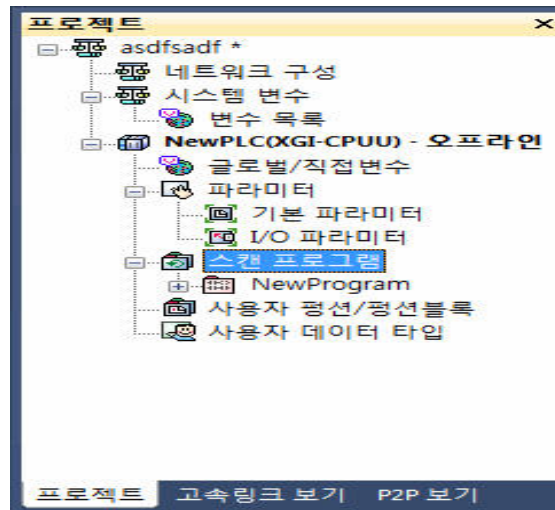 프로젝트
asdfsadf *
네트워크 구성
시스템 변수
변수 목록
NewPLC(XGI-CPUU) - 오프라인
글로벌/직접변수
파라미터
기본 파라미터
I/O 파라미터
스캔 프로그램
NewProgram
사용자 펑션/펑션블록
사용자 데이터 타입
프로젝트 고속링크 보기 P2P 보기